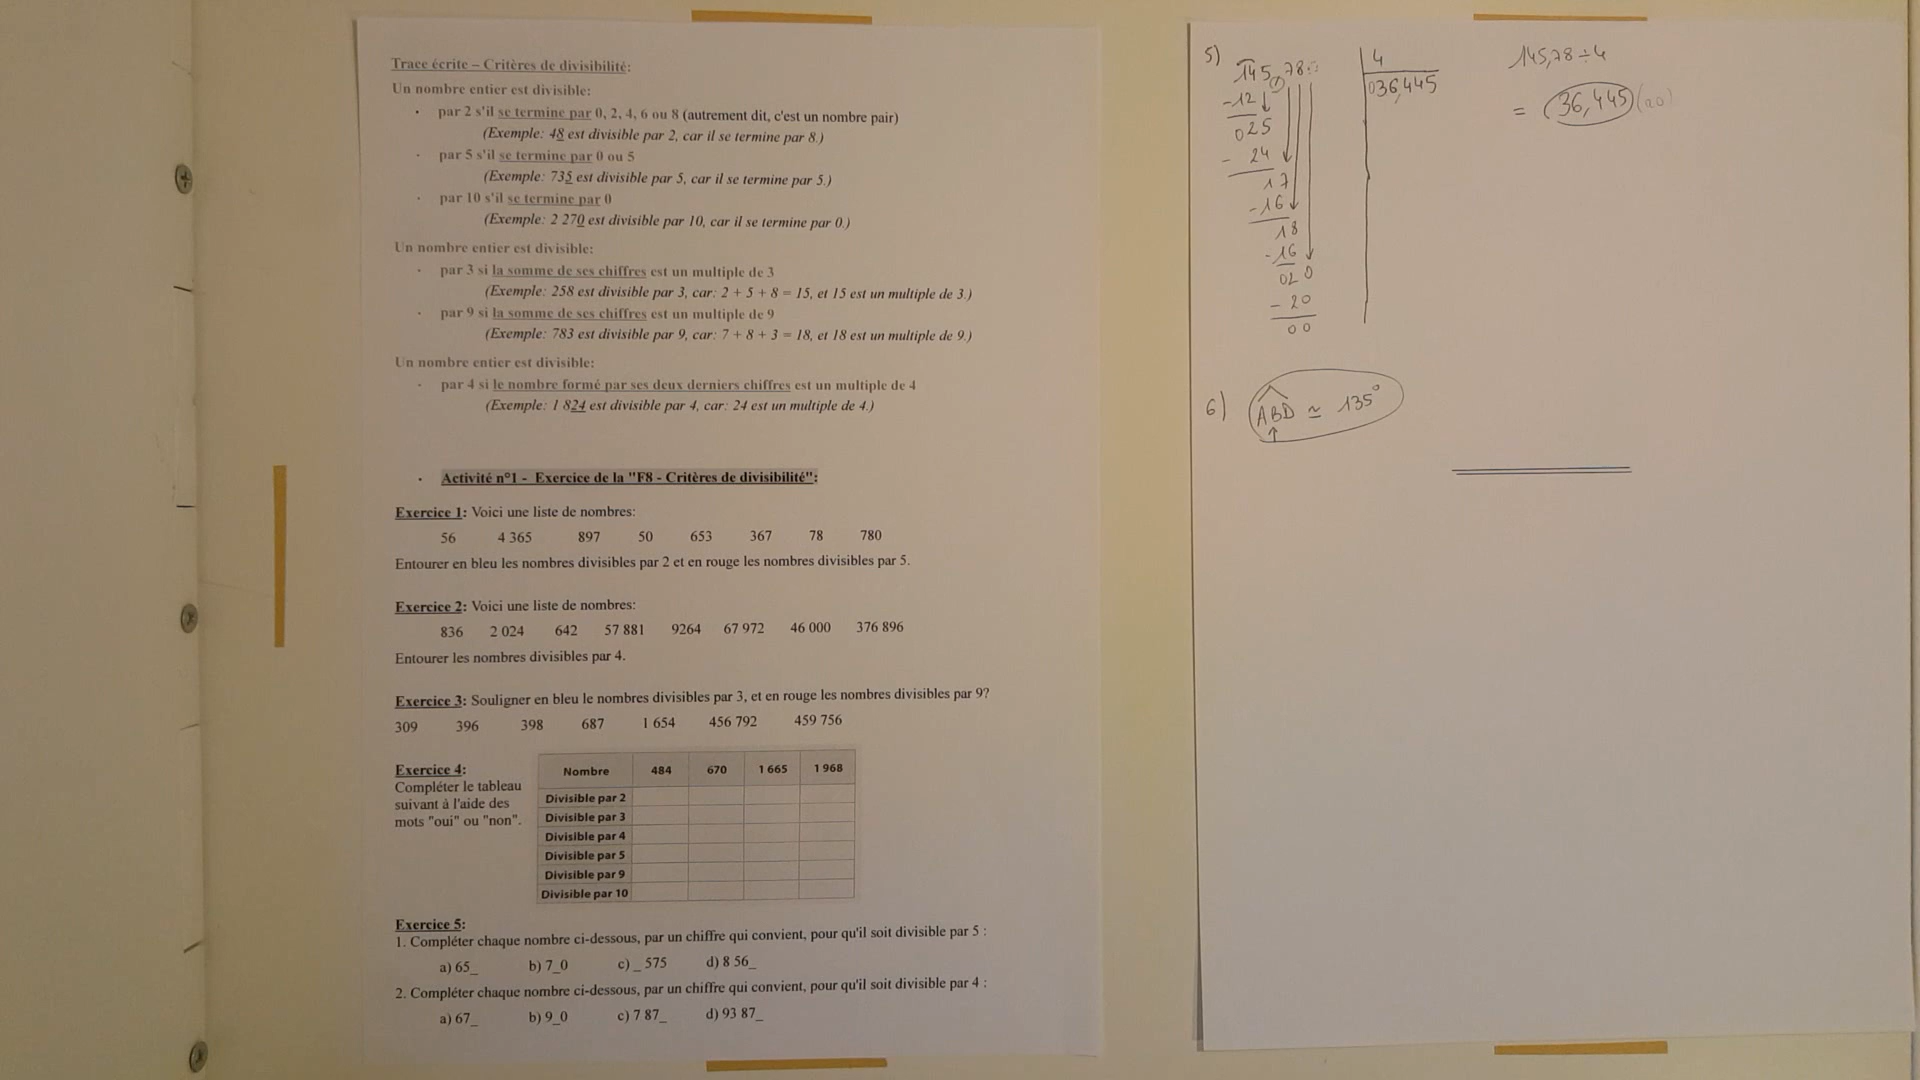 Trace écrite – Critères de divisibilité:
Un nombre entier est divisible:
· par 2 s'il se termine par 0, 2, 4, 6 ou 8 (autrement dit, c'est un nombre pair)
(Exemple: 48 est divisible par 2, car il se termine par 8.)
· par 5 s'il se termine par 0 ou 5
(Exemple: 735 est divisible par 5, car il se termine par 5.)
· par 10 s'il se termine par 0
(Exemple: 2 270 est divisible par 10, car il se termine par 0.)
Un nombre entier est divisible:
· par 3 si la somme de ses chiffres est un multiple de 3
(Exemple: 258 est divisible par 3, car: 2 + 5 + 8 = 15, et 15 est un multiple de 3.)
· par 9 si la somme de ses chiffres est un multiple de 9
(Exemple: 783 est divisible par 9, car: 7 + 8 + 3 = 18, et 18 est un multiple de 9.)
Un nombre entier est divisible:
· par 4 si le nombre formé par ses deux derniers chiffres est un multiple de 4
(Exemple: 1 824 est divisible par 4, car: 24 est un multiple de 4.)
· Activité n°1 - Exercice de la "F8 - Critères de divisibilité":
Exercice 1: Voici une liste de nombres:
56 4 365 897 50 653 367 78 780
Entourer en bleu les nombres divisibles par 2 et en rouge les nombres divisibles par 5.
Exercice 2: Voici une liste de nombres:
836 2 024 642 57 881 9264 67 972 46 000 376 896
Entourer les nombres divisibles par 4.
Exercice 3: Souligner en bleu le nombres divisibles par 3, et en rouge les nombres divisibles par 9?
309 396 398 687 1 654 456 792 459 756
Exercice 4:
Compléter le tableau
suivant à l'aide des
mots "oui" ou "non".
Nombre 484 670 1 665 1 968
Divisible par 2
Divisible par 3
Divisible par 4
Divisible par 5
Divisible par 9
Divisible par 10
Exercice 5:
1. Compléter chaque nombre ci-dessous, par un chiffre qui convient, pour qu'il soit divisible par 5 :
a) 65_ b) 7_0 c) _ 575 d) 8 56_
2. Compléter chaque nombre ci-dessous, par un chiffre qui convient, pour qu'il soit divisible par 4 :
a) 67_ b) 9_0 c) 7 87_ d) 93 87_
5) 145,780 4
-12 036,445
025
- 24
17
-16
18
-16
020
- 20
00
145,78 ÷ 4
= 36,445
6) ABD ≃ 135°